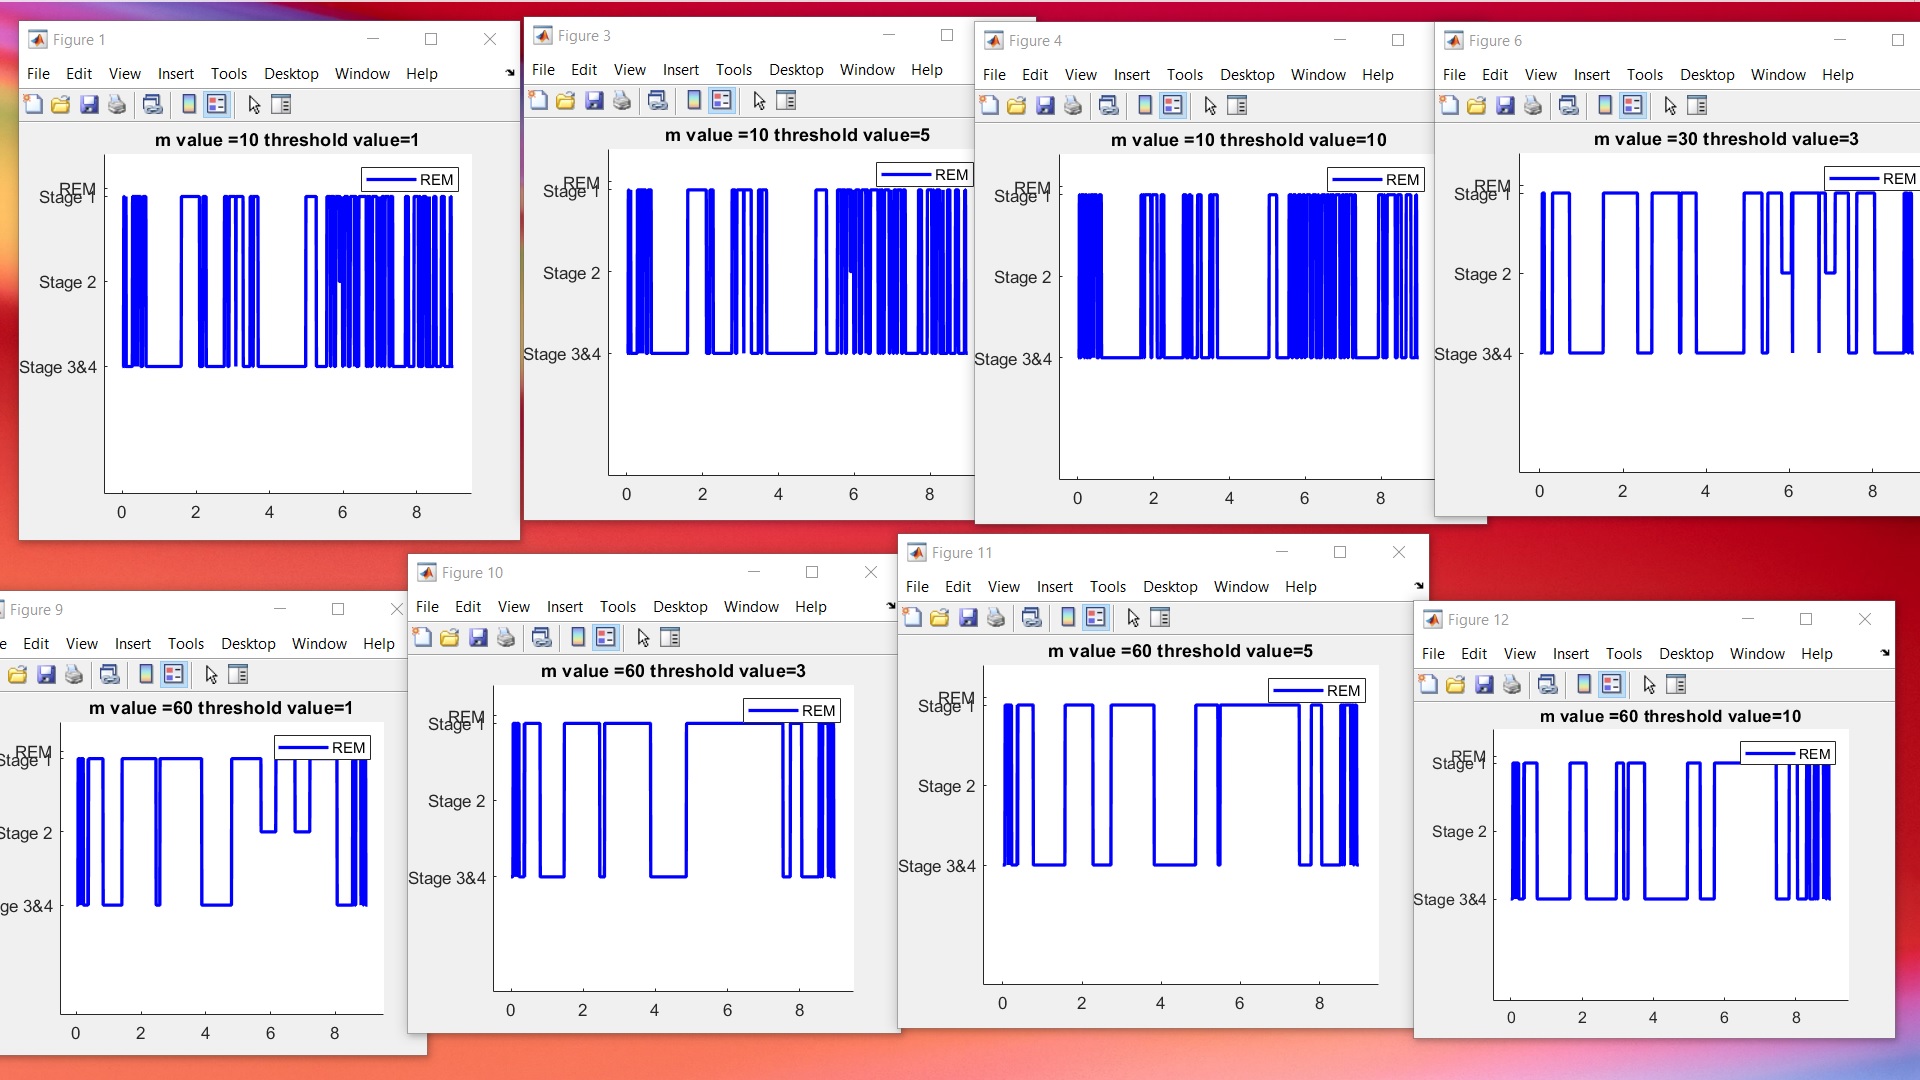 Figure 1
File Edit View Insert Tools Desktop Window Help
m value =10 threshold value=1
REM
REM
Stage 1
Stage 2
Stage 3&4
0 2 4 6 8
Figure 3
File Edit View Insert Tools Desktop Window Help
m value =10 threshold value=5
REM
REM
Stage 1
Stage 2
Stage 3&4
0 2 4 6 8
Figure 4
File Edit View Insert Tools Desktop Window Help
m value =10 threshold value=10
REM
REM
Stage 1
Stage 2
Stage 3&4
0 2 4 6 8
Figure 6
File Edit View Insert Tools Desktop Window Help
m value =30 threshold value=3
REM
REM
Stage 1
Stage 2
Stage 3&4
0 2 4 6 8
Figure 9
e Edit View Insert Tools Desktop Window Help
m value =60 threshold value=1
REM
REM
Stage 1
Stage 2
ge 3&4
0 2 4 6 8
Figure 10
File Edit View Insert Tools Desktop Window Help
m value =60 threshold value=3
REM
REM
Stage 1
Stage 2
Stage 3&4
0 2 4 6 8
Figure 11
File Edit View Insert Tools Desktop Window Help
m value =60 threshold value=5
REM
REM
Stage 1
Stage 2
Stage 3&4
0 2 4 6 8
Figure 12
File Edit View Insert Tools Desktop Window Help
m value =60 threshold value=10
REM
REM
Stage 1
Stage 2
Stage 3&4
0 2 4 6 8